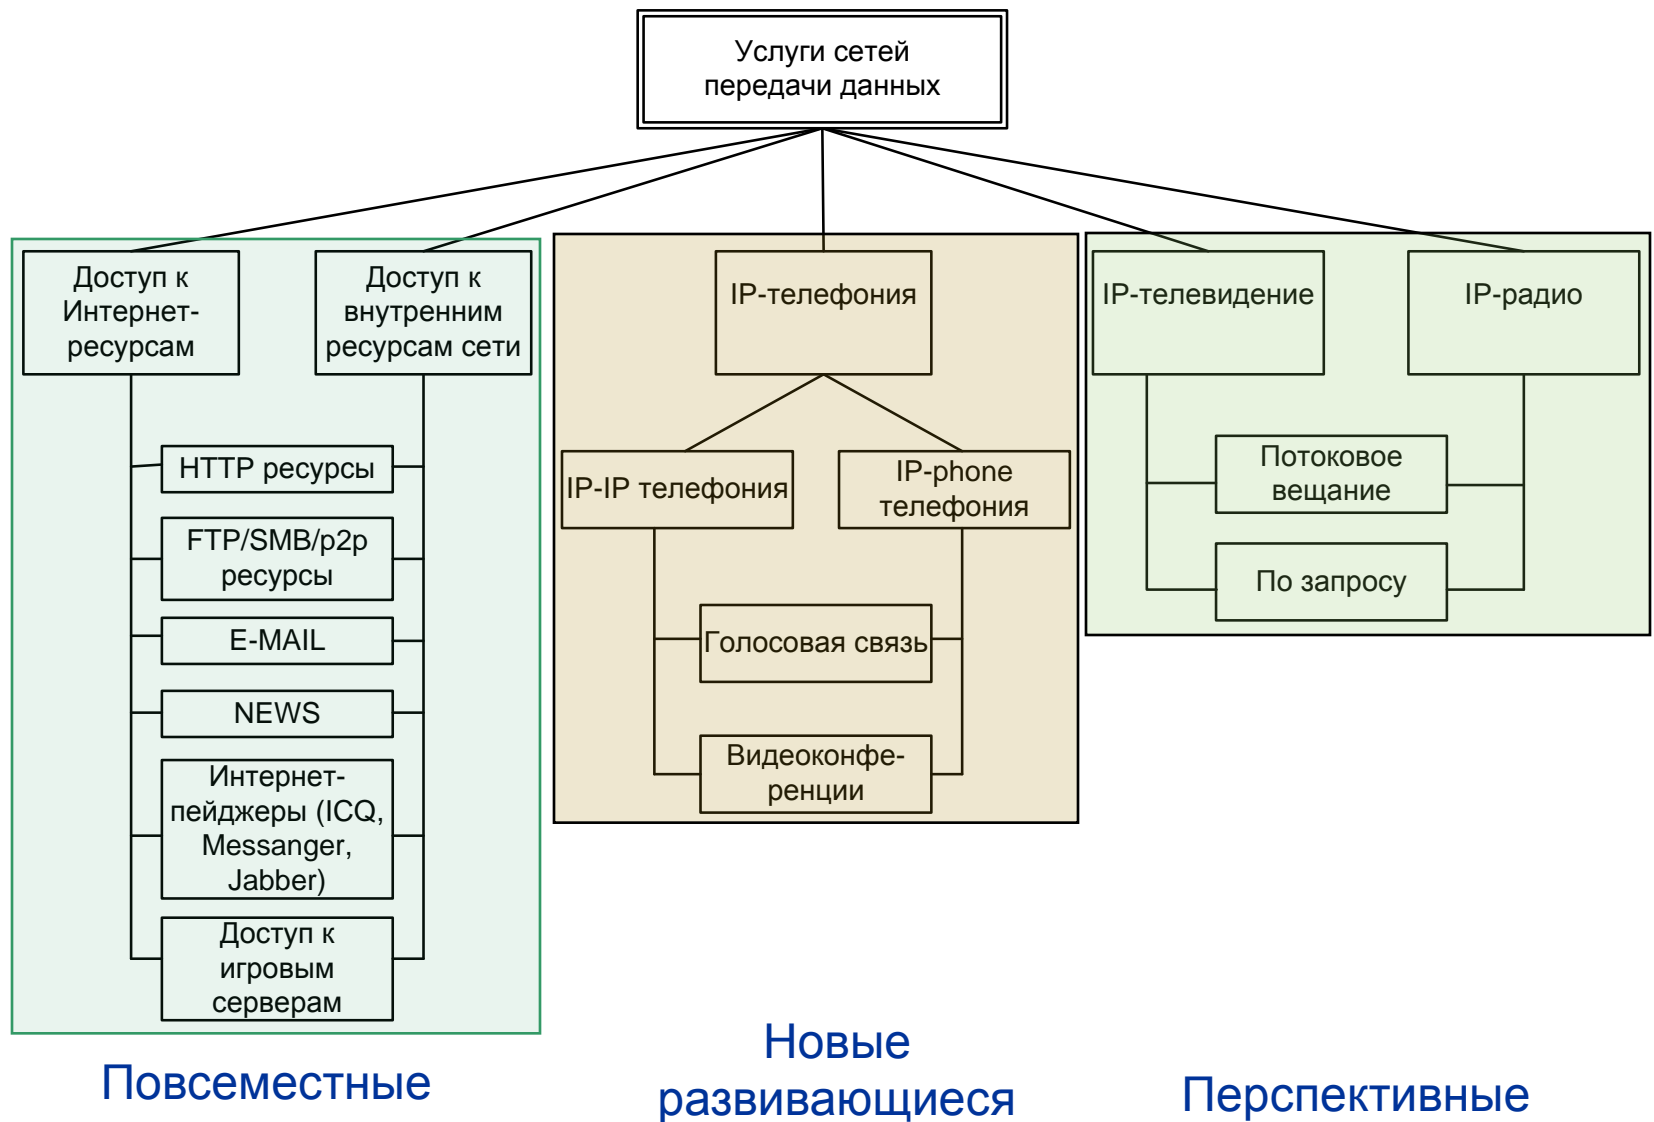 Услуги сетей
передачи данных
Доступ к
Интернет-
ресурсам
Доступ к
внутренним
ресурсам сети
HTTP ресурсы
FTP/SMB/p2p
ресурсы
E-MAIL
NEWS
Интернет-
пейджеры (ICQ,
Messanger,
Jabber)
Доступ к
игровым
серверам
Повсеместные
IP-телефония
IP-IP телефония
IP-phone
телефония
Голосовая связь
Видеоконфе-
ренции
Новые
развивающиеся
IP-телевидение
IP-радио
Потоковое
вещание
По запросу
Перспективные